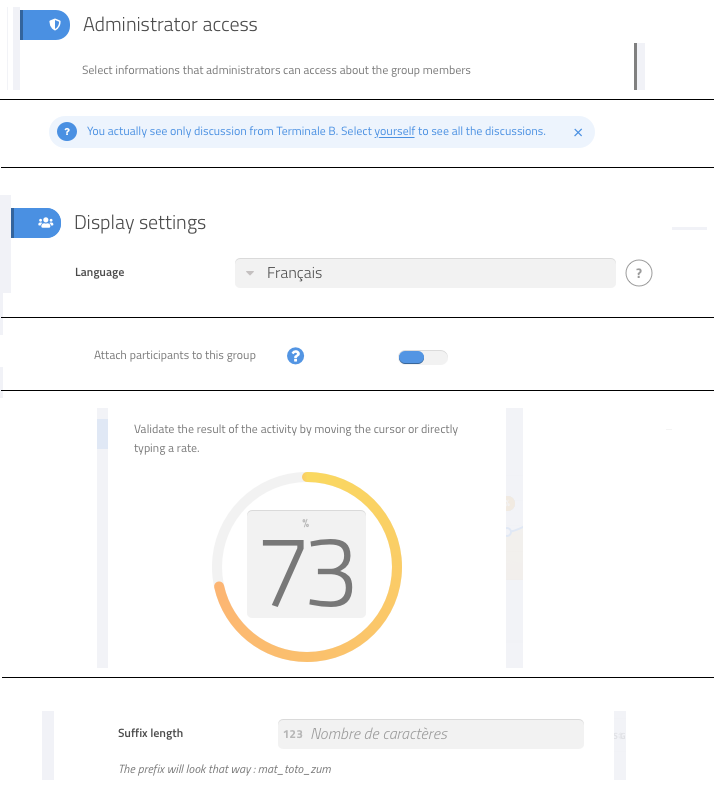 Administrator access
Select informations that administrators can access about the group members
? You actually see only discussion from Terminale B. Select yourself to see all the discussions. ×
Display settings
Language Français ?
Attach participants to this group ?
Validate the result of the activity by moving the cursor or directly
typing a rate.
%
73
Suffix length 123 Nombre de caractères
The prefix will look that way : mat_toto_zum